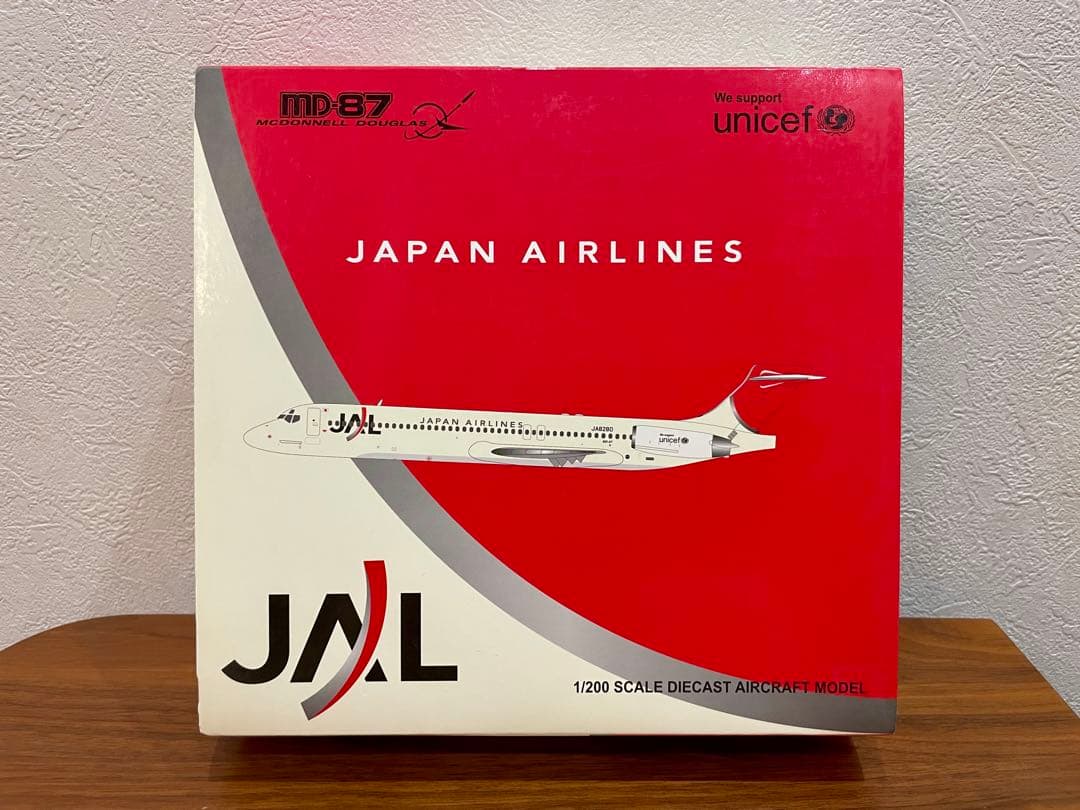 MD-87
MCDONNELL DOUGLAS
We support
unicef
JAPAN AIRLINES
JAL
JAPAN AIRLINES
JA8280
unicef
JAL
1/200 SCALE DIECAST AIRCRAFT MODEL